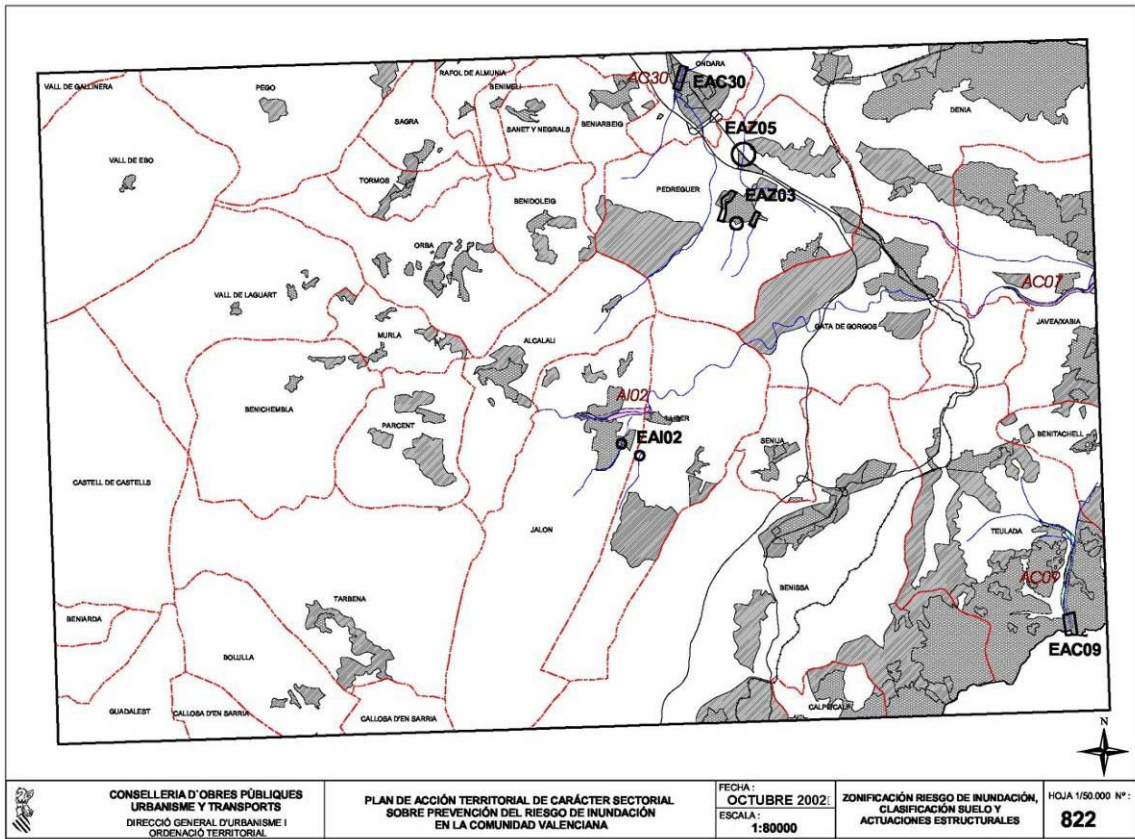 VALL DE GALLINERA
PEGO
RAFOL DE ALMUNIA
BENIMELI
ONDARA
AC30
EAC30
DENIA
SAGRA
SANET Y NEGRALS
BENIARBEIG
EAZ05
VALL DE EBO
TORMOS
PEDREGUER
EAZ03
BENIDOLEIG
ORBA
VALL DE LAGUART
AC07
MURLA
ALCALALI
GATA DE GORGOS
JAVEA/XABIA
BENICHEMBLA
PARCENT
AI02
EAI02
SENIJA
BENITACHELL
CASTELL DE CASTELLS
JALON
TEULADA
AC09
TARBENA
BENISSA
BENIARDA
BOLULLA
EAC09
GUADALEST
CALLOSA D'EN SARRIA
CALLOSA D'EN SARRIA
CALPE/CALP
N
CONSELLERIA D'OBRES PÚBLIQUES
URBANISME Y TRANSPORTS
DIRECCIÓ GENERAL D'URBANISME I
ORDENACIÓ TERRITORIAL
PLAN DE ACCIÓN TERRITORIAL DE CARÁCTER SECTORIAL
SOBRE PREVENCIÓN DEL RIESGO DE INUNDACIÓN
EN LA COMUNIDAD VALENCIANA
FECHA :
OCTUBRE 2002
ESCALA :
1:80000
ZONIFICACIÓN RIESGO DE INUNDACIÓN,
CLASIFICACIÓN SUELO Y
ACTUACIONES ESTRUCTURALES
HOJA 1/50.000 Nº :
822